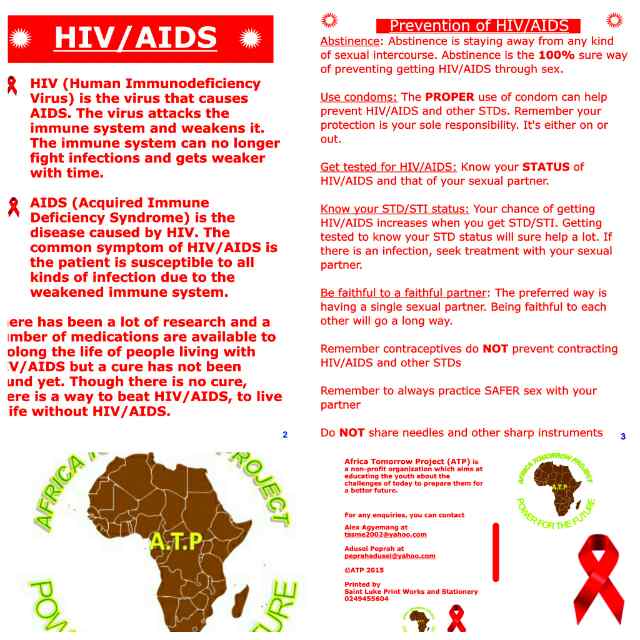 HIV/AIDS
HIV (Human Immunodeficiency
Virus) is the virus that causes
AIDS. The virus attacks the
immune system and weakens it.
The immune system can no longer
fight infections and gets weaker
with time.
AIDS (Acquired Immune
Deficiency Syndrome) is the
disease caused by HIV. The
common symptom of HIV/AIDS is
the patient is susceptible to all
kinds of infection due to the
weakened immune system.
ere has been a lot of research and a
mber of medications are available to
olong the life of people living with
V/AIDS but a cure has not been
und yet. Though there is no cure,
ere is a way to beat HIV/AIDS, to live
ife without HIV/AIDS.
2
Prevention of HIV/AIDS
Abstinence: Abstinence is staying away from any kind
of sexual intercourse. Abstinence is the 100% sure way
of preventing getting HIV/AIDS through sex.
Use condoms: The PROPER use of condom can help
prevent HIV/AIDS and other STDs. Remember your
protection is your sole responsibility. It's either on or
out.
Get tested for HIV/AIDS: Know your STATUS of
HIV/AIDS and that of your sexual partner.
Know your STD/STI status: Your chance of getting
HIV/AIDS increases when you get STD/STI. Getting
tested to know your STD status will sure help a lot. If
there is an infection, seek treatment with your sexual
partner.
Be faithful to a faithful partner: The preferred way is
having a single sexual partner. Being faithful to each
other will go a long way.
Remember contraceptives do NOT prevent contracting
HIV/AIDS and other STDs
Remember to always practice SAFER sex with your
partner
Do NOT share needles and other sharp instruments
3
AFRICA TOMORROW PROJECT
A.T.P
POW
URE
Africa Tomorrow Project (ATP) is
a non-profit organization which aims at
educating the youth about the
challenges of today to prepare them for
a better future.
For any enquiries, you can contact
Alex Agyemang at
tssme2002@yahoo.com
Adusei Peprah at
peprahadusei@yahoo.com
©ATP 2015
Printed by
Saint Luke Print Works and Stationery
0249455604
AFRICA TOMORROW PROJECT
A.T.P
POWER FOR THE FUTURE